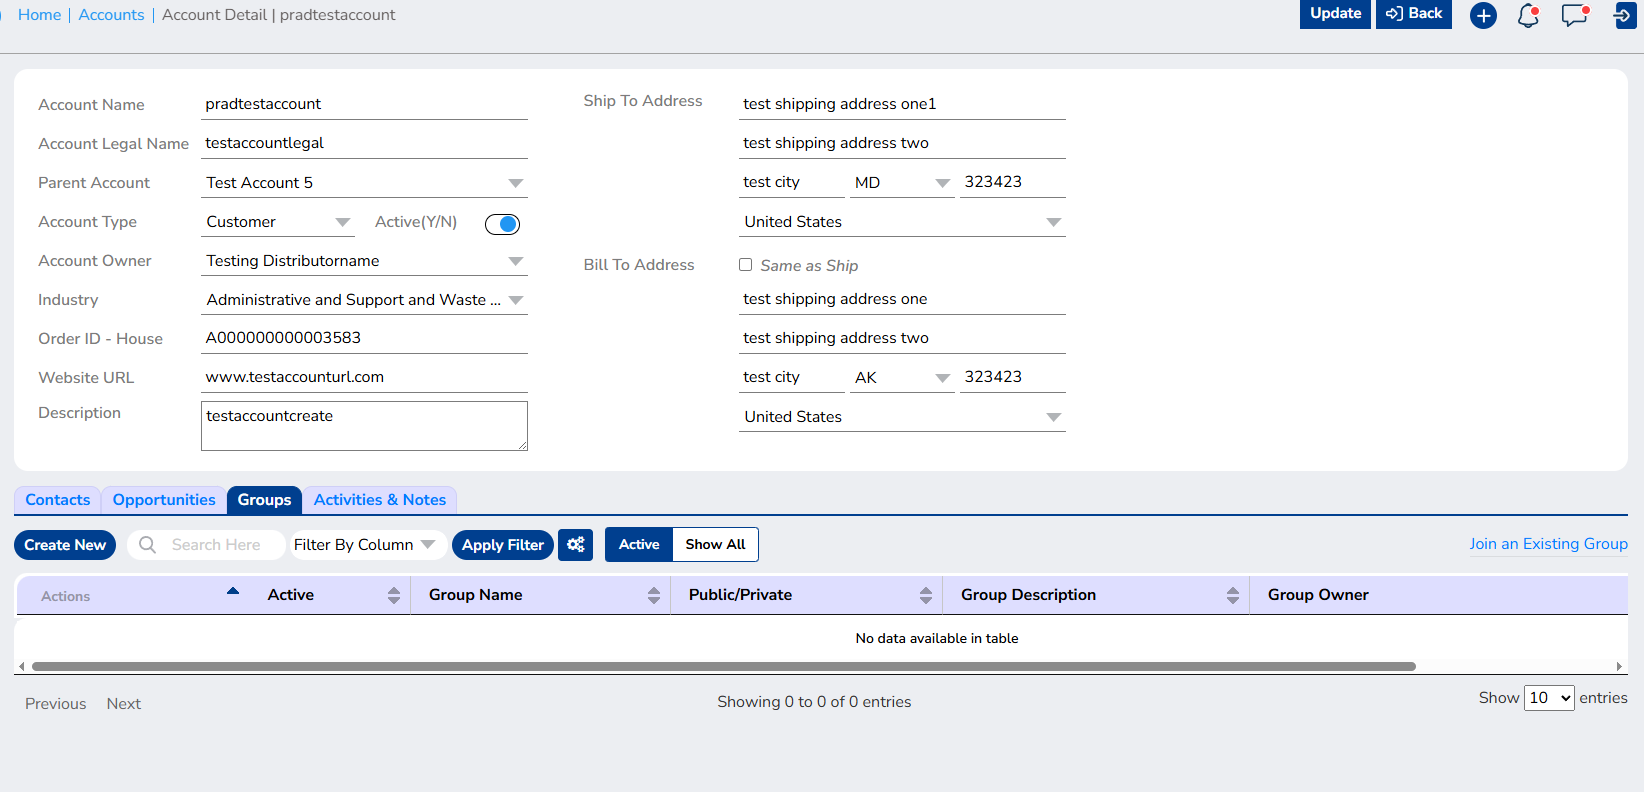 Home | Accounts | Account Detail | pradtestaccount
Update
Back
Account Name pradtestaccount
Account Legal Name testaccountlegal
Parent Account Test Account 5
Account Type Customer Active(Y/N)
Account Owner Testing Distributorname
Industry Administrative and Support and Waste ...
Order ID - House A000000000003583
Website URL www.testaccounturl.com
Description testaccountcreate
Ship To Address test shipping address one1
test shipping address two
test city MD 323423
United States
Bill To Address Same as Ship
test shipping address one
test shipping address two
test city AK 323423
United States
Contacts Opportunities Groups Activities & Notes
Create New Search Here Filter By Column Apply Filter Active Show All Join an Existing Group
Actions Active Group Name Public/Private Group Description Group Owner
No data available in table
Previous Next Showing 0 to 0 of 0 entries Show 10 entries